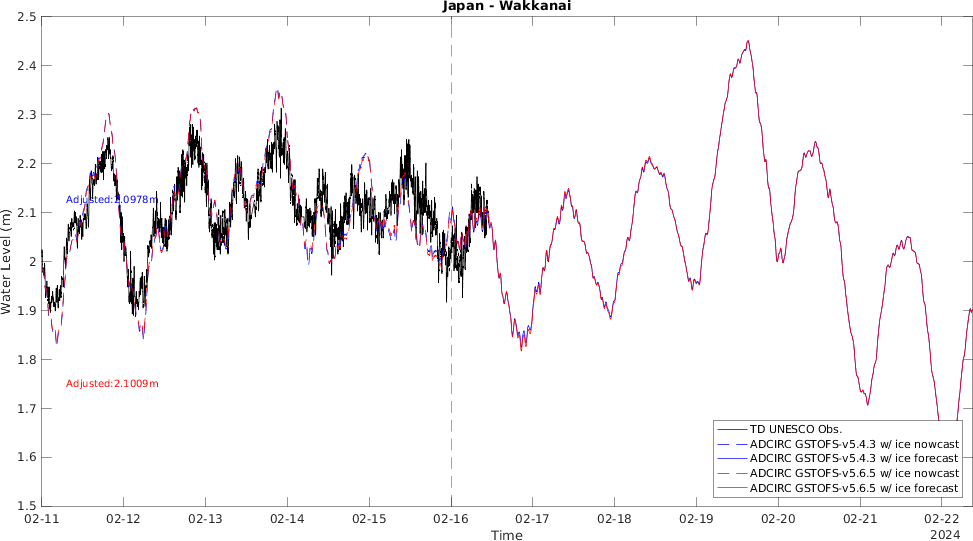 Japan - Wakkanai
Water Level (m)
2.5
2.4
2.3
2.2
2.1
2
1.9
1.8
1.7
1.6
1.5
Adjusted:2.0978m
Adjusted:2.1009m
TD UNESCO Obs.
ADCIRC GSTOFS-v5.4.3 w/ ice nowcast
ADCIRC GSTOFS-v5.4.3 w/ ice forecast
ADCIRC GSTOFS-v5.6.5 w/ ice nowcast
ADCIRC GSTOFS-v5.6.5 w/ ice forecast
02-11 02-12 02-13 02-14 02-15 02-16 02-17 02-18 02-19 02-20 02-21 02-22
Time
2024